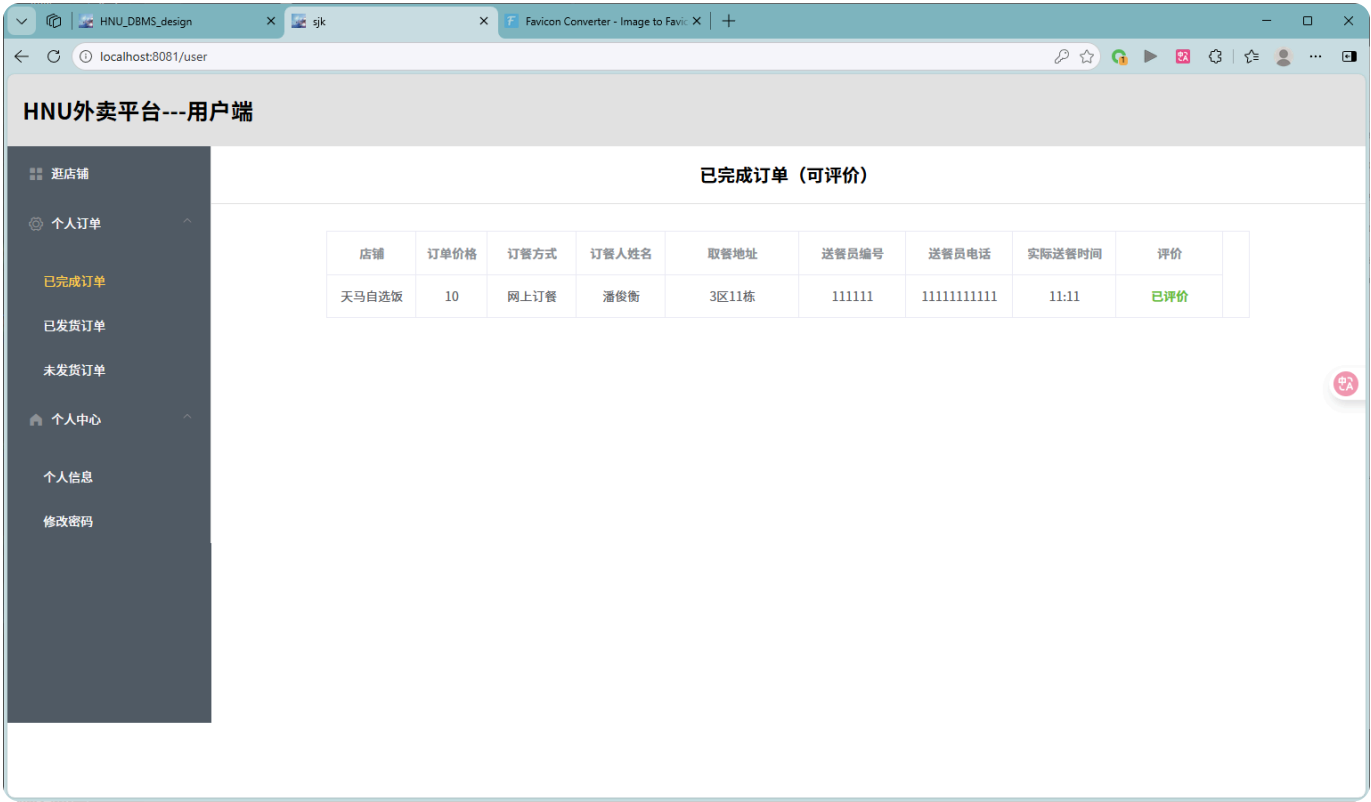 HNU_DBMS_design
sjk
Favicon Converter - Image to Favic
localhost:8081/user
HNU外卖平台---用户端
逛店铺
个人订单
已完成订单
已发货订单
未发货订单
个人中心
个人信息
修改密码
已完成订单（可评价）
店铺 订单价格 订餐方式 订餐人姓名 取餐地址 送餐员编号 送餐员电话 实际送餐时间 评价
天马自选饭 10 网上订餐 潘俊衡 3区11栋 111111 11111111111 11:11 已评价